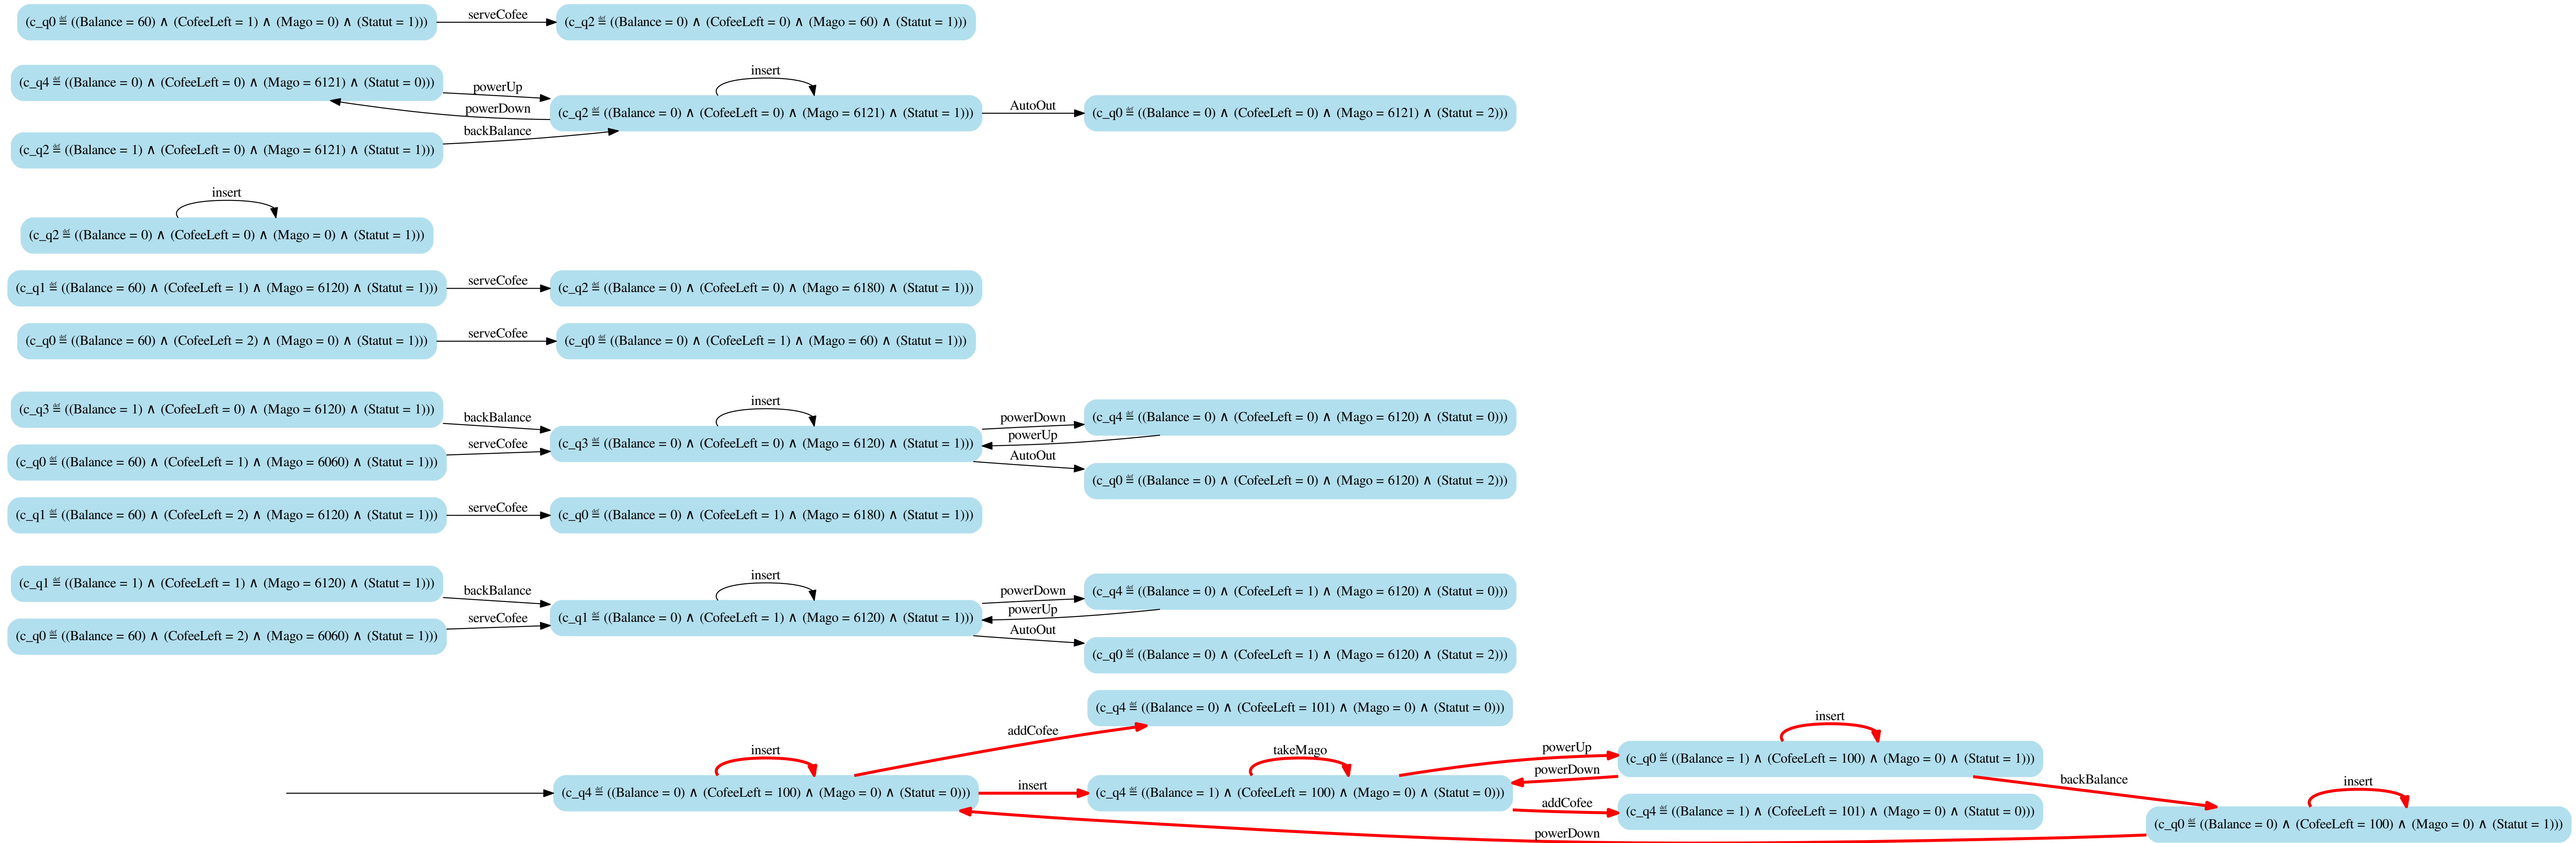 (c_q0 ≝ ((Balance = 60) ∧ (CofeeLeft = 1) ∧ (Mago = 0) ∧ (Statut = 1)))
serveCofee
(c_q2 ≝ ((Balance = 0) ∧ (CofeeLeft = 0) ∧ (Mago = 60) ∧ (Statut = 1)))
(c_q4 ≝ ((Balance = 0) ∧ (CofeeLeft = 0) ∧ (Mago = 6121) ∧ (Statut = 0)))
powerUp
powerDown
backBalance
(c_q2 ≝ ((Balance = 1) ∧ (CofeeLeft = 0) ∧ (Mago = 6121) ∧ (Statut = 1)))
insert
(c_q2 ≝ ((Balance = 0) ∧ (CofeeLeft = 0) ∧ (Mago = 6121) ∧ (Statut = 1)))
AutoOut
(c_q0 ≝ ((Balance = 0) ∧ (CofeeLeft = 0) ∧ (Mago = 6121) ∧ (Statut = 2)))
insert
(c_q2 ≝ ((Balance = 0) ∧ (CofeeLeft = 0) ∧ (Mago = 0) ∧ (Statut = 1)))
(c_q1 ≝ ((Balance = 60) ∧ (CofeeLeft = 1) ∧ (Mago = 6120) ∧ (Statut = 1)))
serveCofee
(c_q2 ≝ ((Balance = 0) ∧ (CofeeLeft = 0) ∧ (Mago = 6180) ∧ (Statut = 1)))
(c_q0 ≝ ((Balance = 60) ∧ (CofeeLeft = 2) ∧ (Mago = 0) ∧ (Statut = 1)))
serveCofee
(c_q0 ≝ ((Balance = 0) ∧ (CofeeLeft = 1) ∧ (Mago = 60) ∧ (Statut = 1)))
(c_q3 ≝ ((Balance = 1) ∧ (CofeeLeft = 0) ∧ (Mago = 6120) ∧ (Statut = 1)))
backBalance
serveCofee
(c_q0 ≝ ((Balance = 60) ∧ (CofeeLeft = 1) ∧ (Mago = 6060) ∧ (Statut = 1)))
insert
(c_q3 ≝ ((Balance = 0) ∧ (CofeeLeft = 0) ∧ (Mago = 6120) ∧ (Statut = 1)))
powerDown
powerUp
AutoOut
(c_q4 ≝ ((Balance = 0) ∧ (CofeeLeft = 0) ∧ (Mago = 6120) ∧ (Statut = 0)))
(c_q0 ≝ ((Balance = 0) ∧ (CofeeLeft = 0) ∧ (Mago = 6120) ∧ (Statut = 2)))
(c_q1 ≝ ((Balance = 60) ∧ (CofeeLeft = 2) ∧ (Mago = 6120) ∧ (Statut = 1)))
serveCofee
(c_q0 ≝ ((Balance = 0) ∧ (CofeeLeft = 1) ∧ (Mago = 6180) ∧ (Statut = 1)))
(c_q1 ≝ ((Balance = 1) ∧ (CofeeLeft = 1) ∧ (Mago = 6120) ∧ (Statut = 1)))
backBalance
serveCofee
(c_q0 ≝ ((Balance = 60) ∧ (CofeeLeft = 2) ∧ (Mago = 6060) ∧ (Statut = 1)))
insert
(c_q1 ≝ ((Balance = 0) ∧ (CofeeLeft = 1) ∧ (Mago = 6120) ∧ (Statut = 1)))
powerDown
powerUp
AutoOut
(c_q4 ≝ ((Balance = 0) ∧ (CofeeLeft = 1) ∧ (Mago = 6120) ∧ (Statut = 0)))
(c_q0 ≝ ((Balance = 0) ∧ (CofeeLeft = 1) ∧ (Mago = 6120) ∧ (Statut = 2)))
(c_q4 ≝ ((Balance = 0) ∧ (CofeeLeft = 101) ∧ (Mago = 0) ∧ (Statut = 0)))
addCofee
insert
(c_q4 ≝ ((Balance = 0) ∧ (CofeeLeft = 100) ∧ (Mago = 0) ∧ (Statut = 0)))
insert
takeMago
(c_q4 ≝ ((Balance = 1) ∧ (CofeeLeft = 100) ∧ (Mago = 0) ∧ (Statut = 0)))
powerUp
powerDown
addCofee
insert
(c_q0 ≝ ((Balance = 1) ∧ (CofeeLeft = 100) ∧ (Mago = 0) ∧ (Statut = 1)))
(c_q4 ≝ ((Balance = 1) ∧ (CofeeLeft = 101) ∧ (Mago = 0) ∧ (Statut = 0)))
backBalance
insert
(c_q0 ≝ ((Balance = 0) ∧ (CofeeLeft = 100) ∧ (Mago = 0) ∧ (Statut = 1)))
powerDown